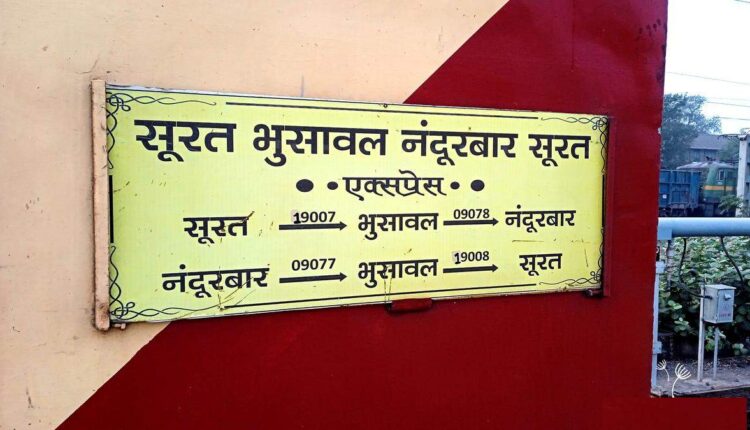 सूरत भुसावल नंदूरबार सूरत
एक्सप्रेस
सूरत 19007 भुसावल 09078 नंदूरबार
नंदूरबार 09077 भुसावल 19008 सूरत